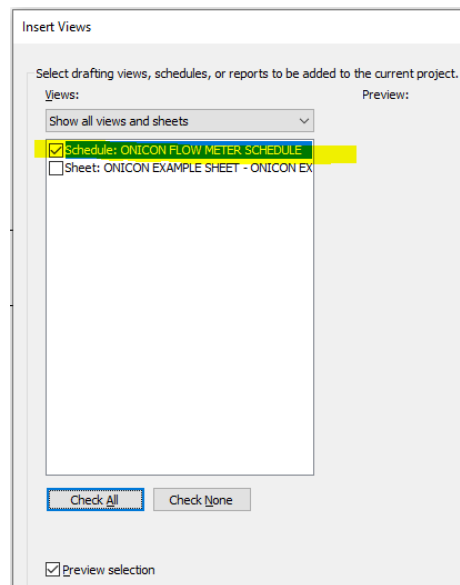 Insert Views
Select drafting views, schedules, or reports to be added to the current project.
Views:
Preview:
Show all views and sheets
Schedule: ONICON FLOW METER SCHEDULE
Sheet: ONICON EXAMPLE SHEET - ONICON EX
Check All
Check None
Preview selection